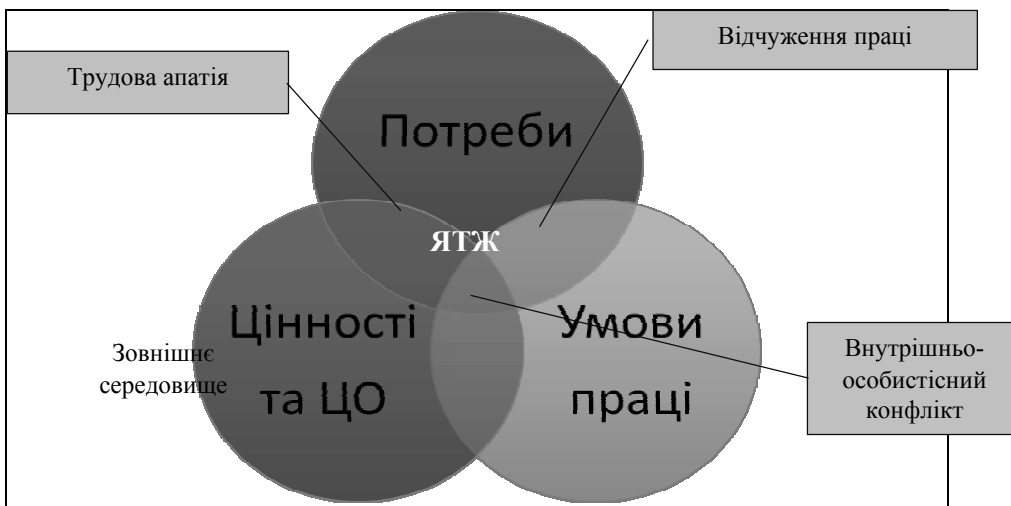 Відчуження праці
Трудова апатія
Потреби
ЯТЖ
Цінності
та ЦО
Умови
праці
Зовнішнє
середовище
Внутрішньо-
особистісний
конфлікт